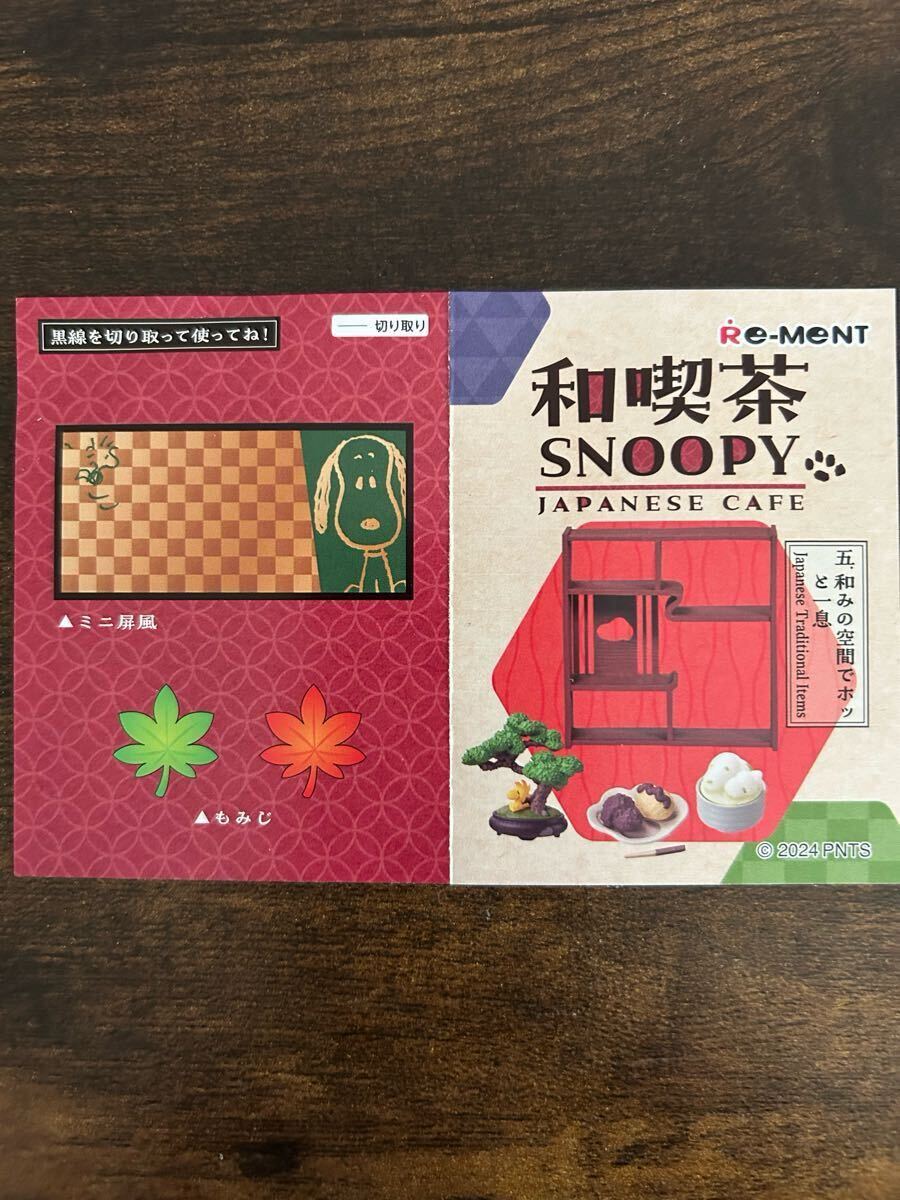 黒線を切り取って使ってね！
切り取り
▲ミニ屏風
▲もみじ
Re-MeNT
和喫茶
SNOOPY
JAPANESE CAFE
五.和みの空間でホッ
と一息
Japanese Traditional Items
© 2024 PNTS